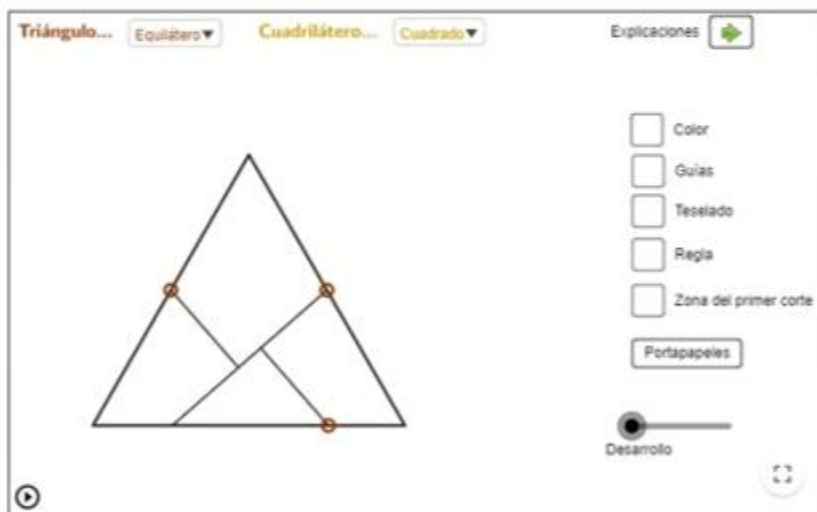 Triángulo... Equilátero▼ Cuadrilátero... Cuadrado▼ Explicaciones
Color
Guías
Teselado
Regla
Zona del primer corte
Portapapeles
Desarrollo